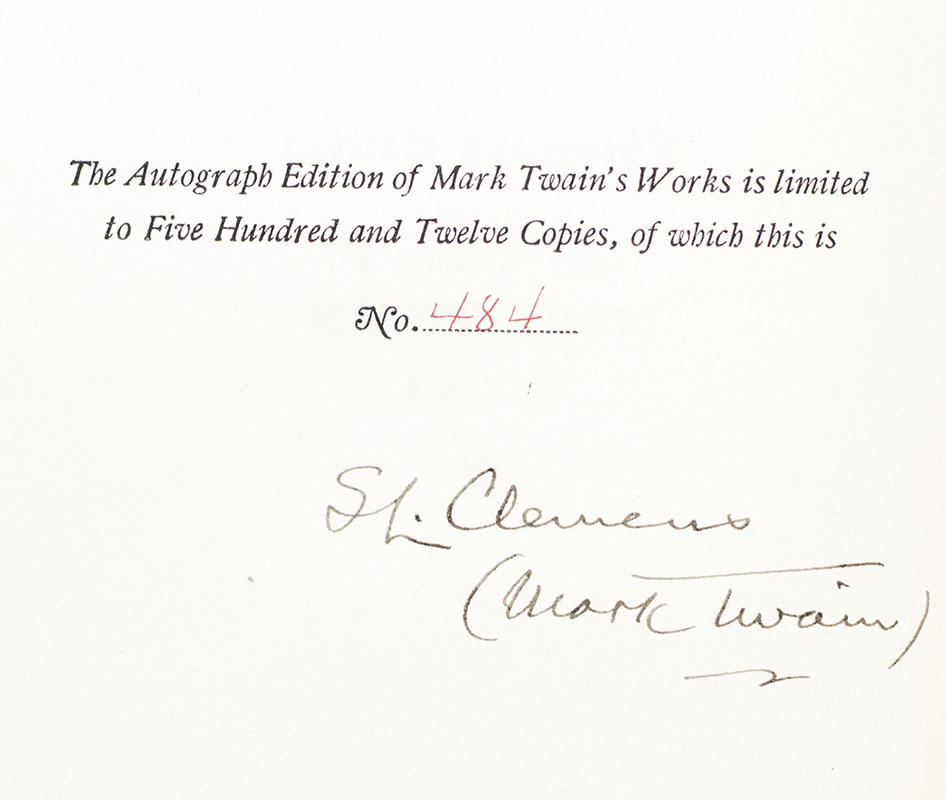 The Autograph Edition of Mark Twain's Works is limited
to Five Hundred and Twelve Copies, of which this is
No. 484
SL. Clemens
(Mark Twain)